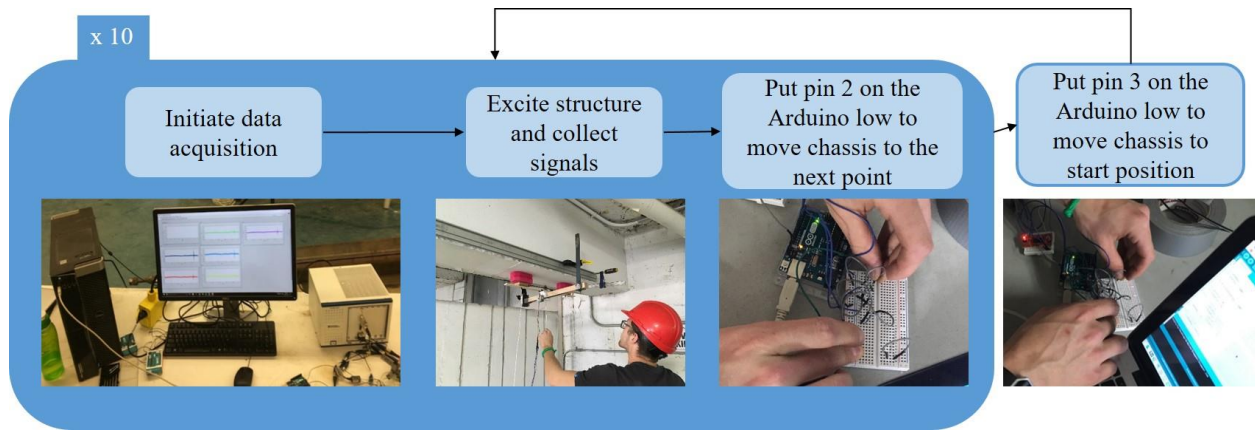 x 10
Initiate data
acquisition
Excite structure
and collect
signals
Put pin 2 on the
Arduino low to
move chassis to the
next point
Put pin 3 on the
Arduino low to
move chassis to
start position